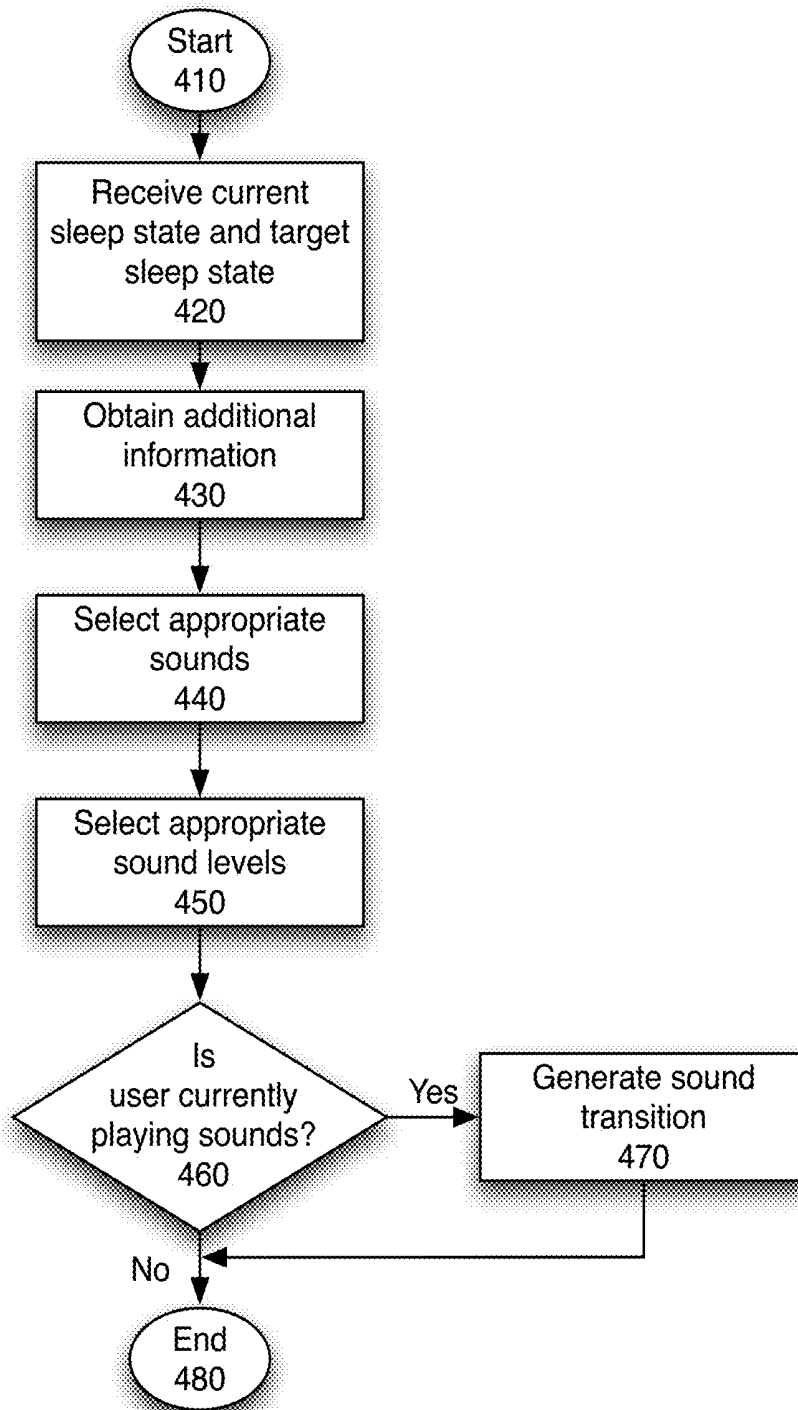 Start
410
Receive current
sleep state and target
sleep state
420
Obtain additional
information
430
Select appropriate
sounds
440
Select appropriate
sound levels
450
Is
user currently
playing sounds?
460
Yes
Generate sound
transition
470
No
End
480